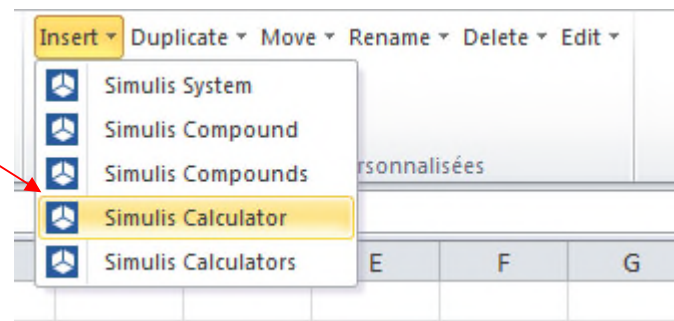 Insert Duplicate Move Rename Delete Edit
Simulis System
Simulis Compound
Simulis Compounds
rsonnalisées
Simulis Calculator
Simulis Calculators
E F G